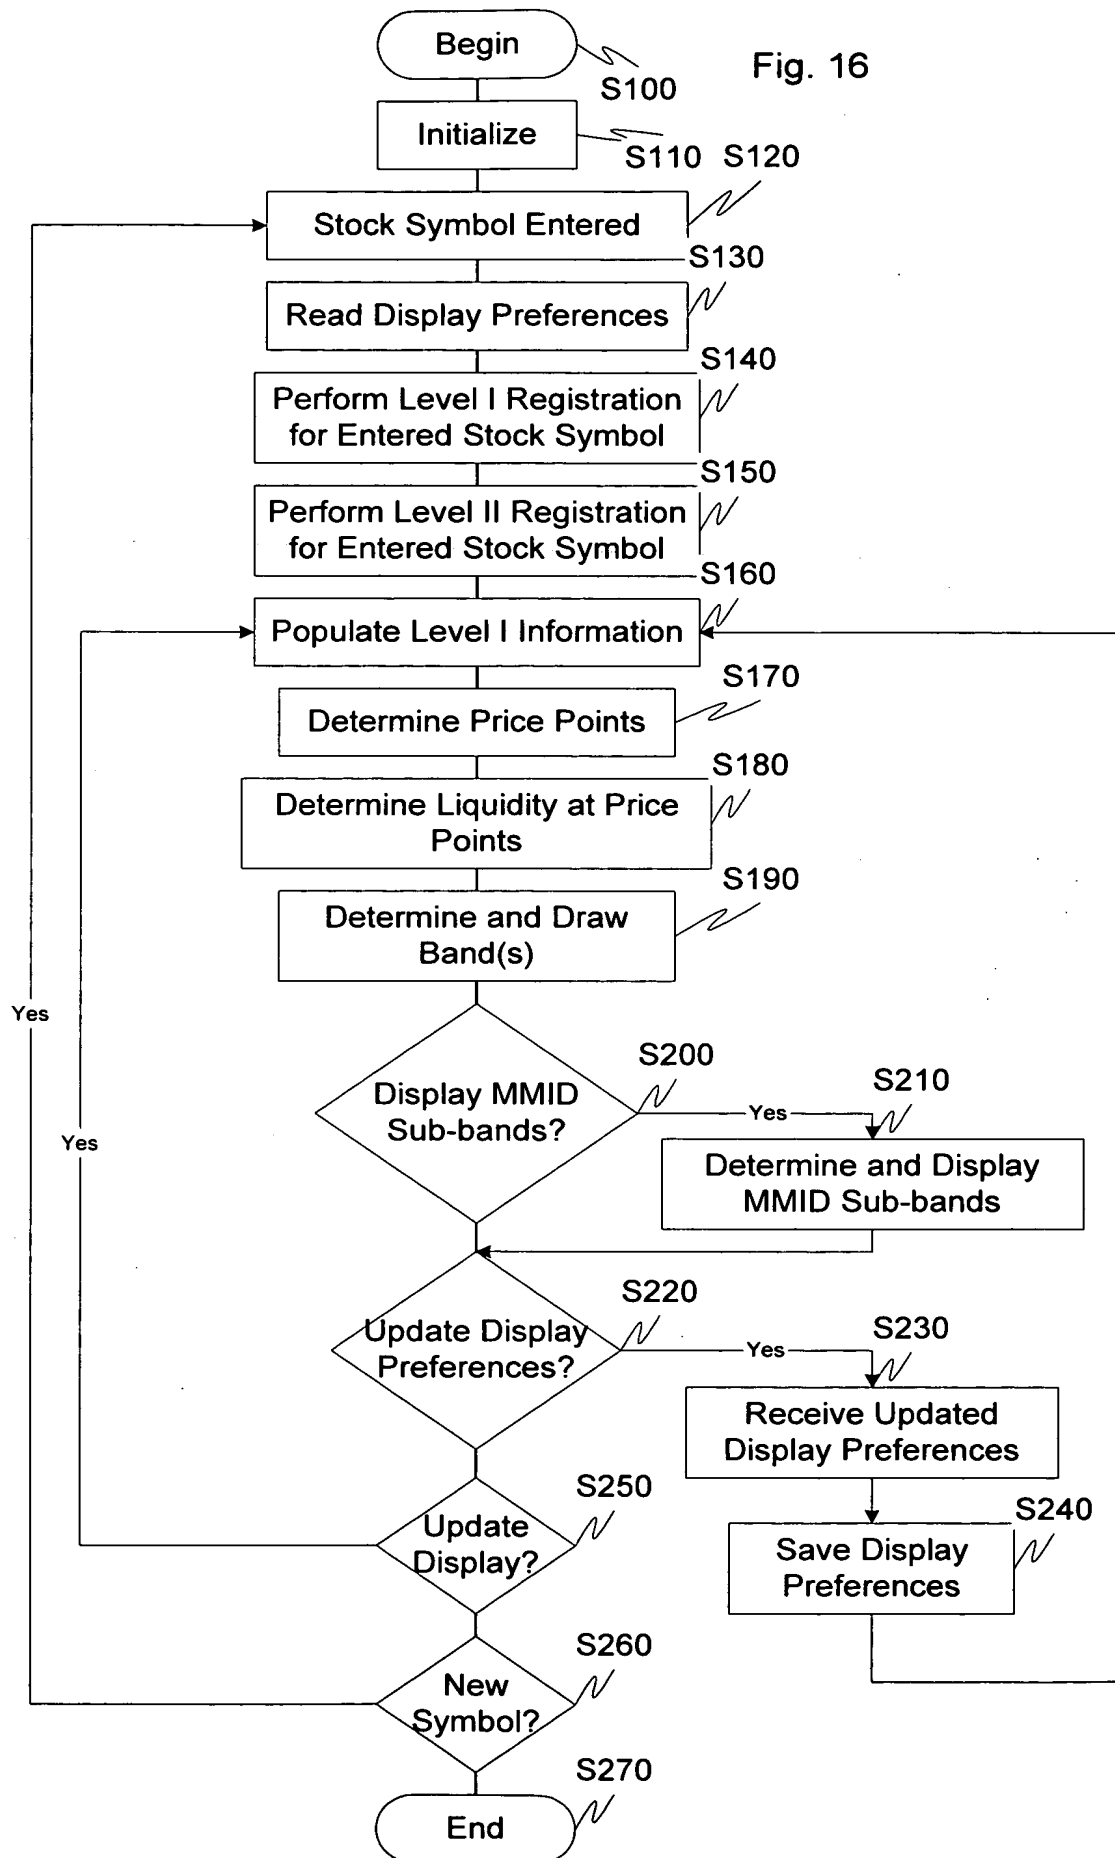 Begin
Fig. 16
S100
Initialize
S110
S120
Stock Symbol Entered
S130
Read Display Preferences
S140
Perform Level I Registration
for Entered Stock Symbol
S150
Perform Level II Registration
for Entered Stock Symbol
S160
Populate Level I Information
S170
Determine Price Points
S180
Determine Liquidity at Price
Points
S190
Determine and Draw
Band(s)
Yes
S200
S210
Display MMID
Sub-bands?
Yes
Yes
Determine and Display
MMID Sub-bands
S220
S230
Update Display
Preferences?
Yes
Receive Updated
Display Preferences
S250
S240
Update
Display?
Save Display
Preferences
S260
New
Symbol?
S270
End